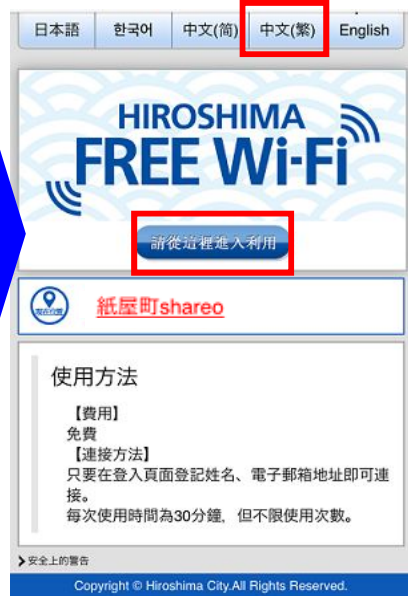 日本語 한국어 中文(简) 中文(繁) English
HIROSHIMA
FREE Wi-Fi
請從這裡進入利用
紙屋町shareo
使用方法
【費用】
免費
【連接方法】
只要在登入頁面登記姓名、電子郵箱地址即可連
接。
每次使用時間為30分鐘，但不限使用次數。
安全上的警告
Copyright © Hiroshima City.All Rights Reserved.